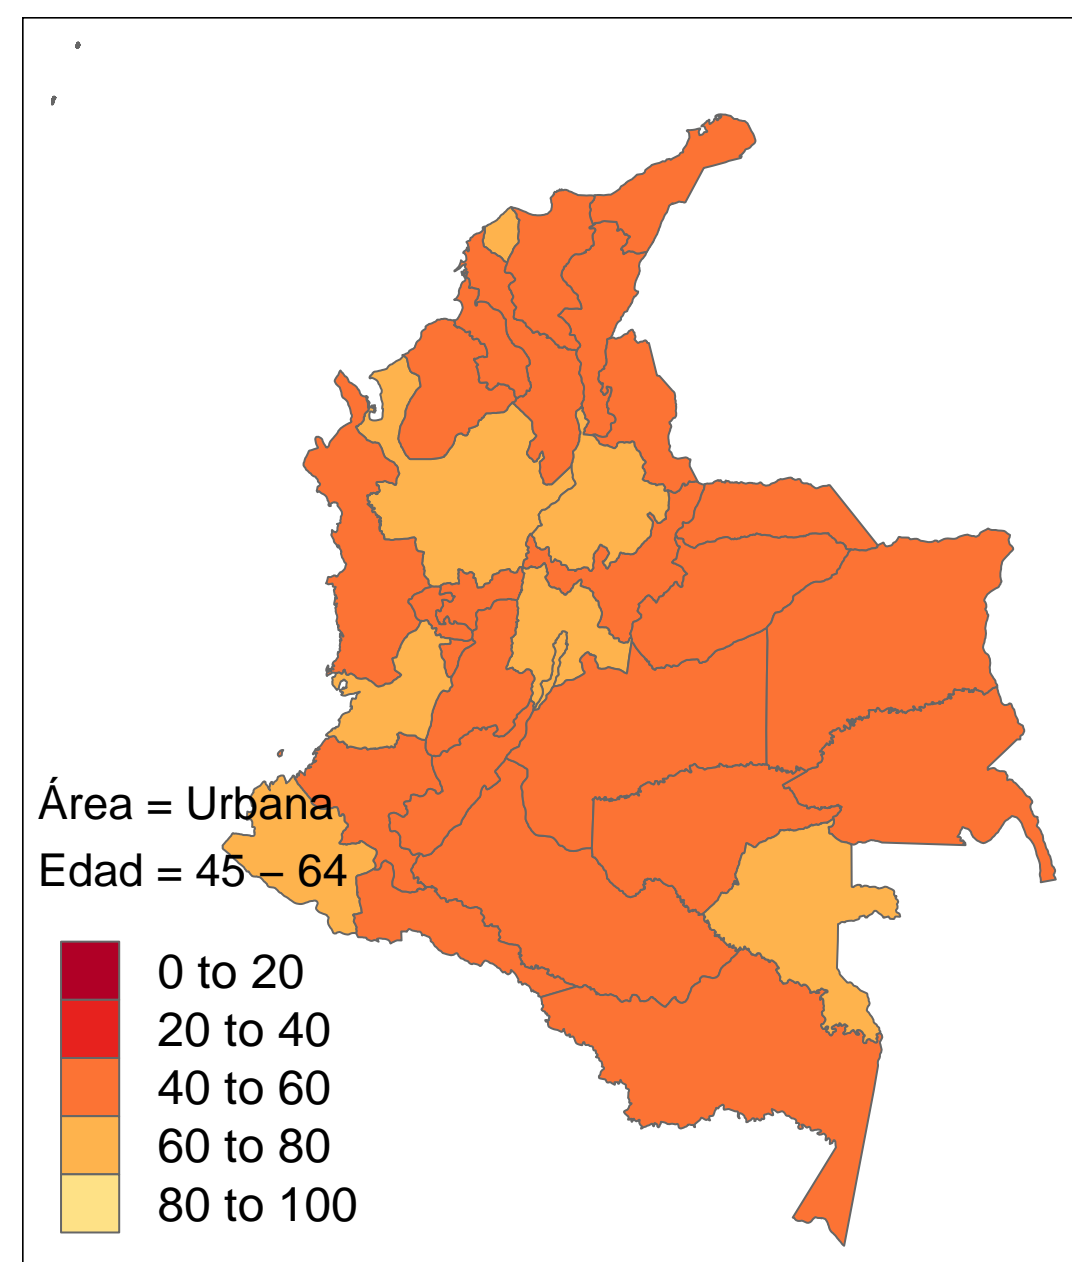 Área = Urbana
Edad = 45 – 64
0 to 20
20 to 40
40 to 60
60 to 80
80 to 100